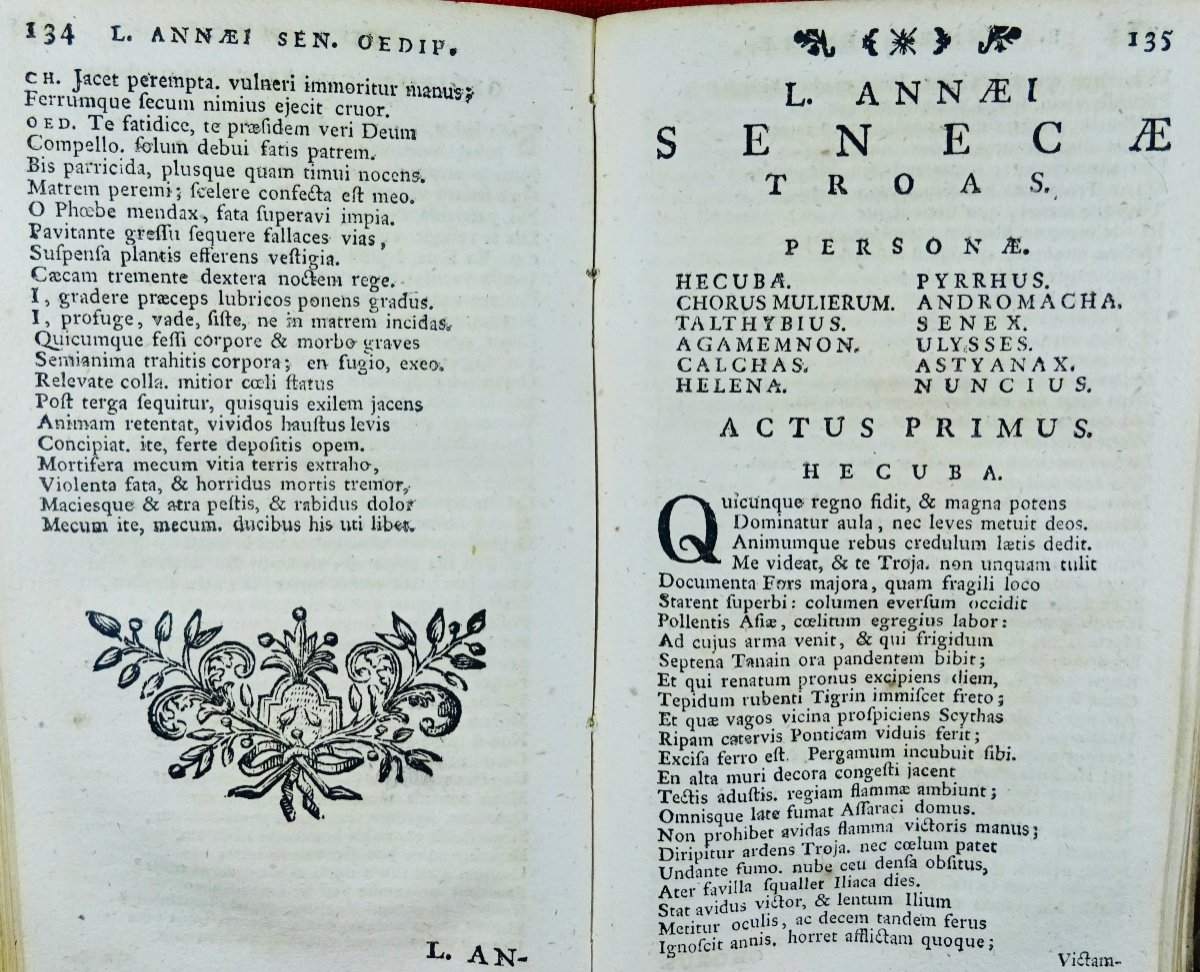 134 L. ANNÆI SEN. OEDIP.
CH. Jacet perempta. vulneri immoritur manus;
Ferrumque ſecum nimius ejecit cruor.
OED. Te fatidice, te præſidem veri Deum
Compello. ſolum debui fatis patrem.
Bis parricida, pluſque quam timui nocens.
Matrem peremi; ſcelere confecta eſt meo.
O Phœbe mendax, fata ſuperavi impia.
Pavitante greſſu ſequere fallaces vias,
Suſpenſa plantis efferens veſtigia.
Cæcam tremente dextera noctem rege.
I, gradere præceps lubricos ponens gradus.
I, profuge, vade, ſiſte, ne in matrem incidas.
Quicumque feſſi corpore & morbo graves
Semianima trahitis corpora; en fugio, exeo.
Relevate colla. mitior cœli ſtatus
Poſt terga ſequitur, quisquis exilem jacens
Animam retentat, vividos hauſtus levis
Concipiat. ite, ferte depoſitis opem.
Mortifera mecum vitia terris extraho,
Violenta fata, & horridus mortis tremor,
Macieſque & atra peſtis, & rabidus dolor
Mecum ite, mecum. ducibus his uti libet.
L. AN-
135
L. ANNÆI
SENECÆ
TROAS.
PERSONÆ.
HECUBA. PYRRHUS.
CHORUS MULIERUM. ANDROMACHA.
TALTHYBIUS. SENEX.
AGAMEMNON. ULYSSES.
CALCHAS. ASTYANAX.
HELENA. NUNCIUS.
ACTUS PRIMUS.
HECUBA.
Quicunque regno fidit, & magna potens
Dominatur aula, nec leves metuit deos.
Animumque rebus credulum lætis dedit.
Me videat, & te Troja. non unquam tulit
Documenta Fors majora, quam fragili loco
Starent ſuperbi: columen everſum occidit
Pollentis Aſiæ, cœlitum egregius labor:
Ad cujus arma venit, & qui frigidum
Septena Tanain ora pandentem bibit;
Et qui renatum pronus excipiens diem,
Tepidum rubenti Tigrin immiſcet freto;
Et quæ vagos vicina proſpiciens Scythas
Ripam catervis Ponticam viduis ferit;
Exciſa ferro eſt. Pergamum incubuit ſibi.
En alta muri decora congeſti jacent
Tectis aduſtis. regiam flammæ ambiunt;
Omniſque late fumat Aſſaraci domus.
Non prohibet avidas flamma victoris manus;
Diripitur ardens Troja. nec cœlum patet
Undante fumo. nube ceu denſa obſitus,
Ater favilla ſquallet Iliaca dies.
Stat avidus victor, & lentum Ilium
Metitur oculis, ac decem tandem ferus
Ignoſcit annis. horret afflictam quoque;
Victam-